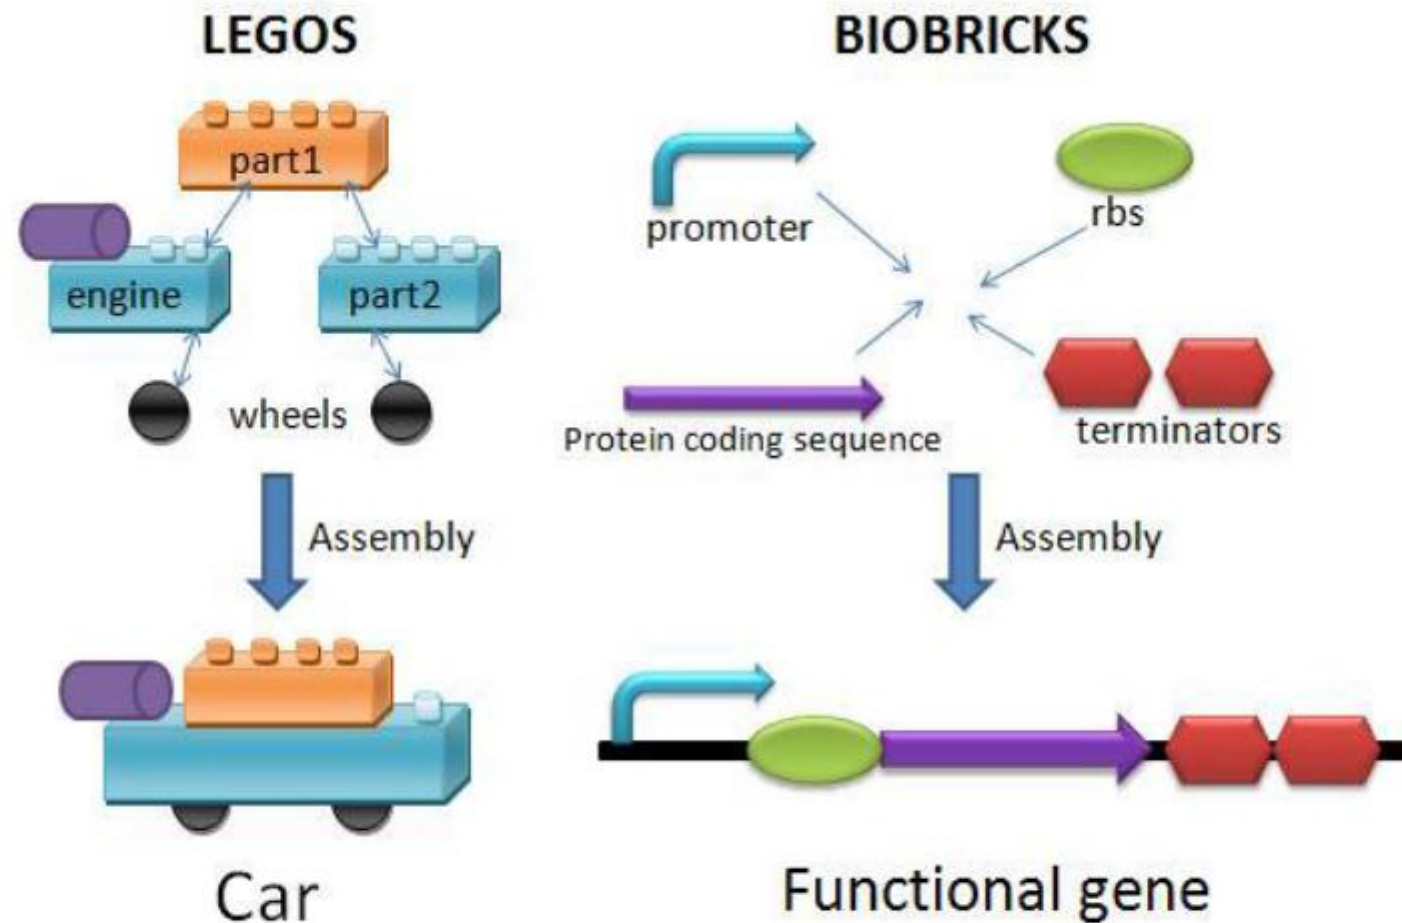 LEGOS
part1
engine
part2
wheels
Assembly
Car
BIOBRICKS
promoter
rbs
Protein coding sequence
terminators
Assembly
Functional gene